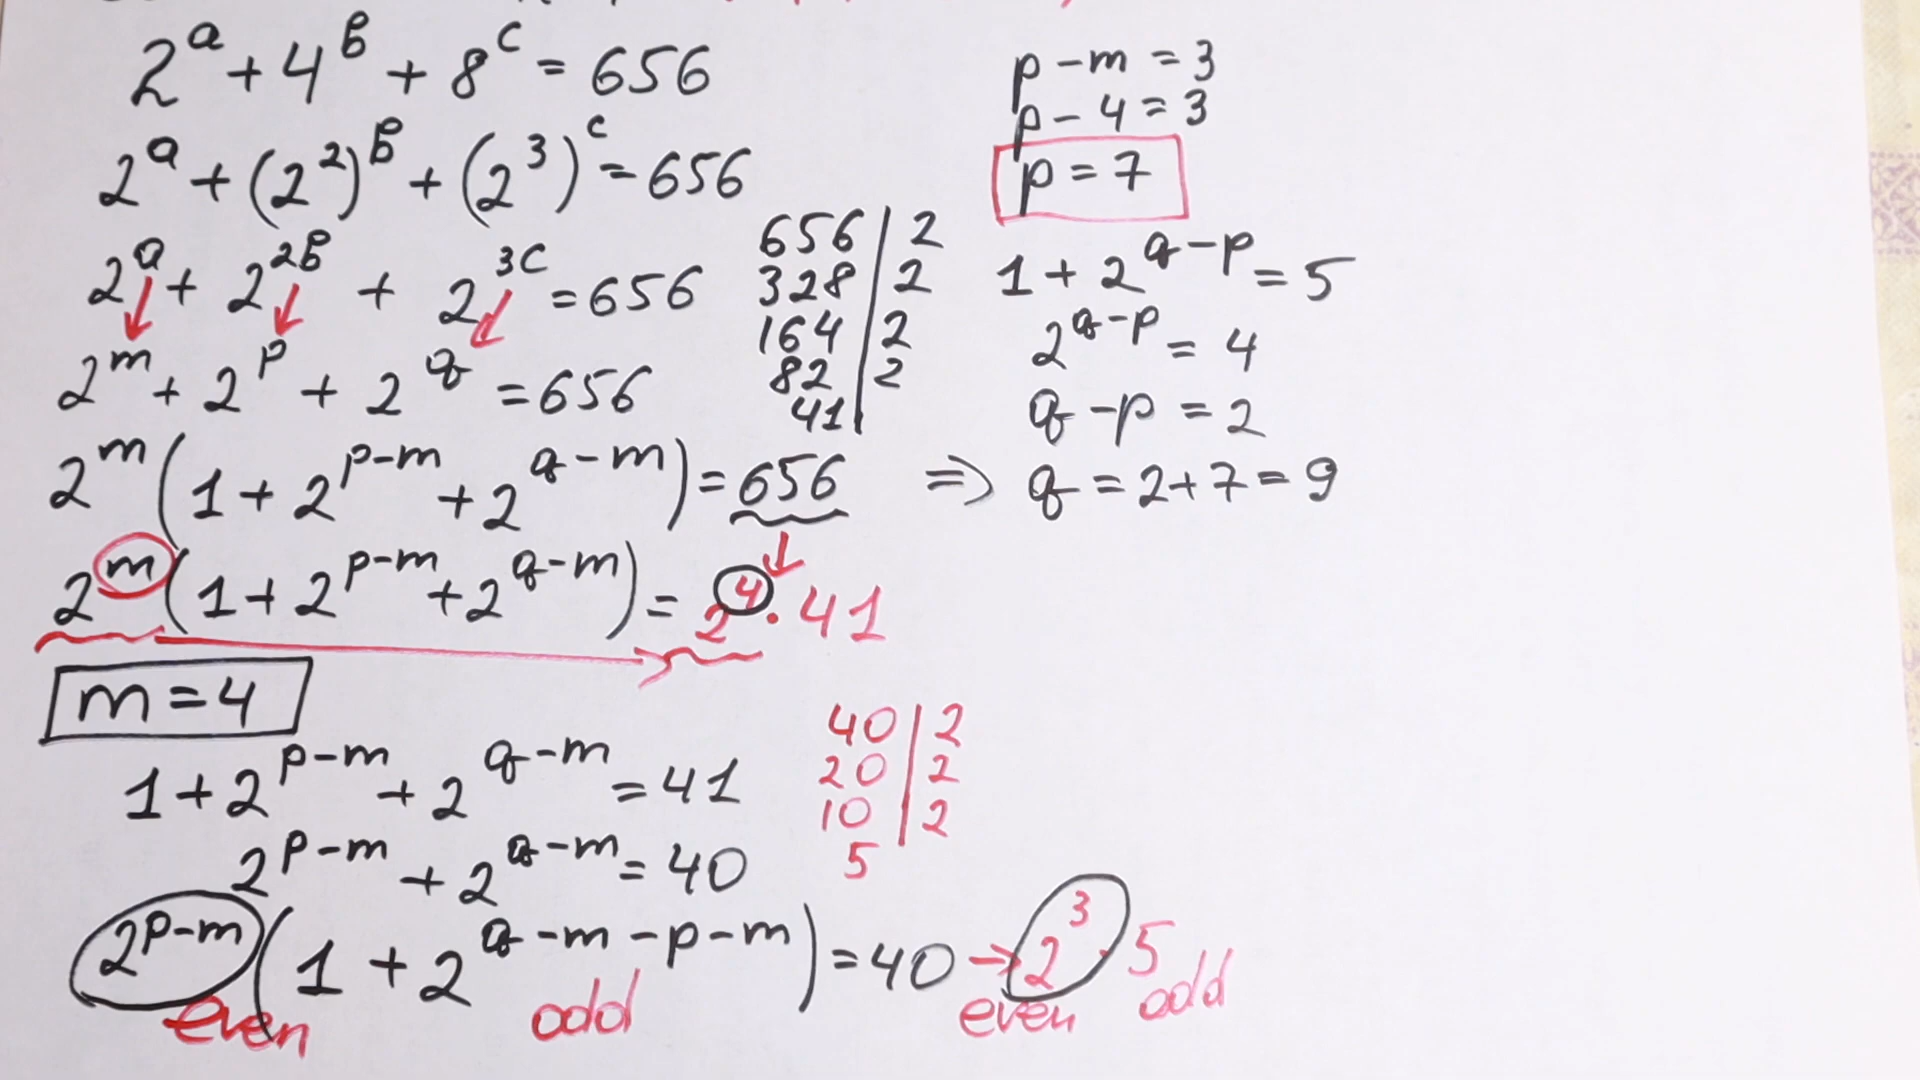 2^a + 4^b + 8^c = 656
2^a + (2^2)^b + (2^3)^c = 656
2^a + 2^{2b} + 2^{3c} = 656
2^m + 2^p + 2^q = 656
2^m (1 + 2^{p-m} + 2^{q-m}) = 656
2^m (1 + 2^{p-m} + 2^{q-m}) = 2^4 · 41
m = 4
1 + 2^{p-m} + 2^{q-m} = 41
2^{p-m} + 2^{q-m} = 40
2^{p-m} (1 + 2^{q-m-p-m}) = 40 → 2^3 · 5
even odd even odd
656 | 2
328 | 2
164 | 2
82 | 2
41 |
40 | 2
20 | 2
10 | 2
5
p - m = 3
p - 4 = 3
p = 7
1 + 2^{q-p} = 5
2^{q-p} = 4
q - p = 2
⇒ q = 2 + 7 = 9